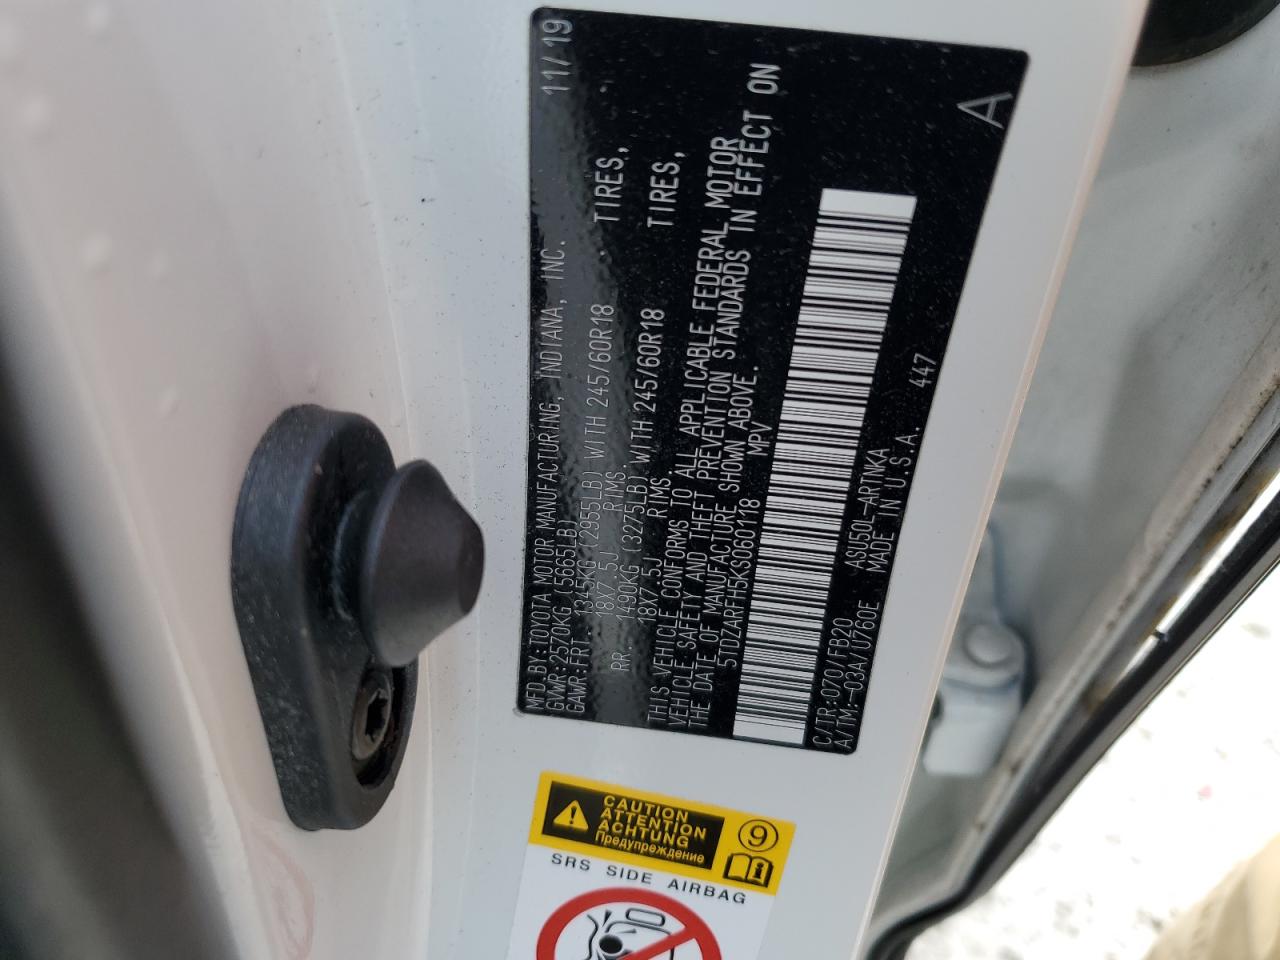 MFD.BY:TOYOTA MOTOR MANUFACTURING, INDIANA, INC. 11/19
GVWR:2570KG (5665LB)
GAWR:FRT. 1345KG (2955LB) WITH 245/60R18 TIRES,
18X7.5J RIMS.
RR. 1490KG (3275LB) WITH 245/60R18 TIRES,
18X7.5J RIMS.
THIS VEHICLE CONFORMS TO ALL APPLICABLE FEDERAL MOTOR
VEHICLE SAFETY AND THEFT PREVENTION STANDARDS IN EFFECT ON
THE DATE OF MANUFACTURE SHOWN ABOVE.
5TDZARFH5KS060118 MPV
C/TR:070/FB20 ASU50L-ARTNKA 447 A
A/TM:-03A/U760E MADE IN U.S.A.
CAUTION
ATTENTION
ACHTUNG
Предупреждение
9
SRS SIDE AIRBAG